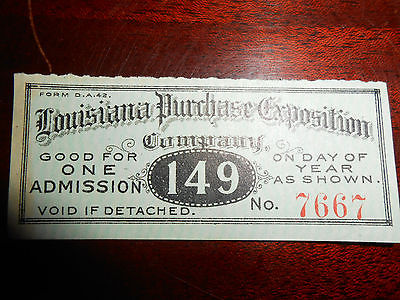 FORM D.A.42.
Louisiana Purchase Exposition
Company.
GOOD FOR
ONE
ADMISSION
149
ON DAY OF
YEAR
AS SHOWN.
VOID IF DETACHED.
No. 7667